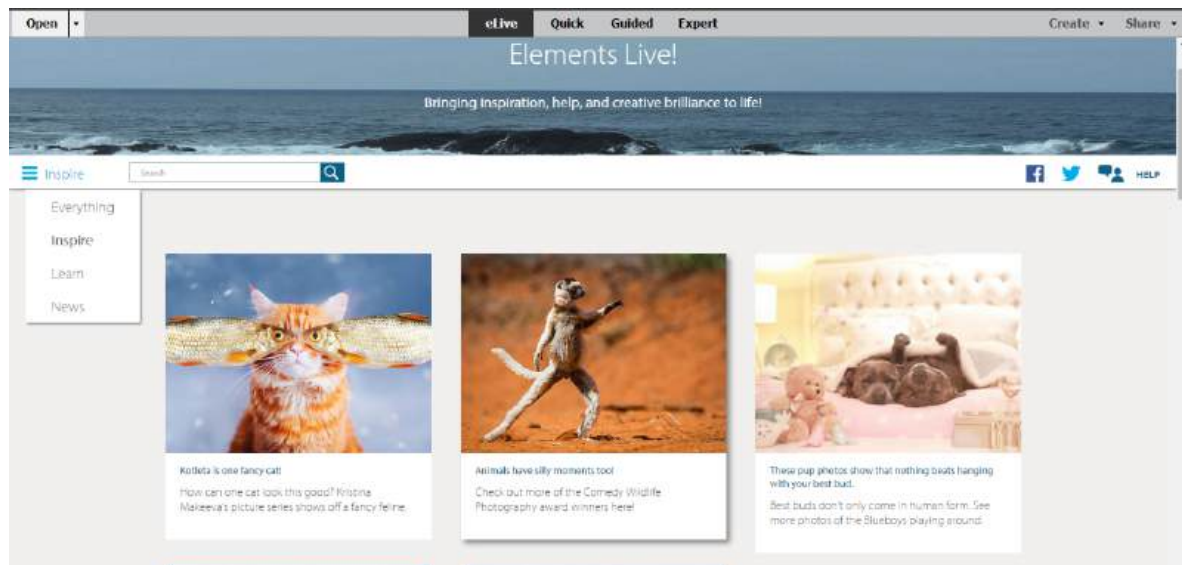 Open
eLive Quick Guided Expert
Create Share
Elements Live!
Bringing inspiration, help, and creative brilliance to life!
Inspire
Search
HELP
Everything
Inspire
Learn
News
Kotleta is one fancy cat!
How can one cat look this good? Kristina
Makeeva's picture series shows off a fancy feline.
Animals have silly moments too!
Check out more of the Comedy Wildlife
Photography award winners here!
These pup photos show that nothing beats hanging
with your best bud.
Best buds don't only come in human form. See
more photos of the Blueboys playing around.